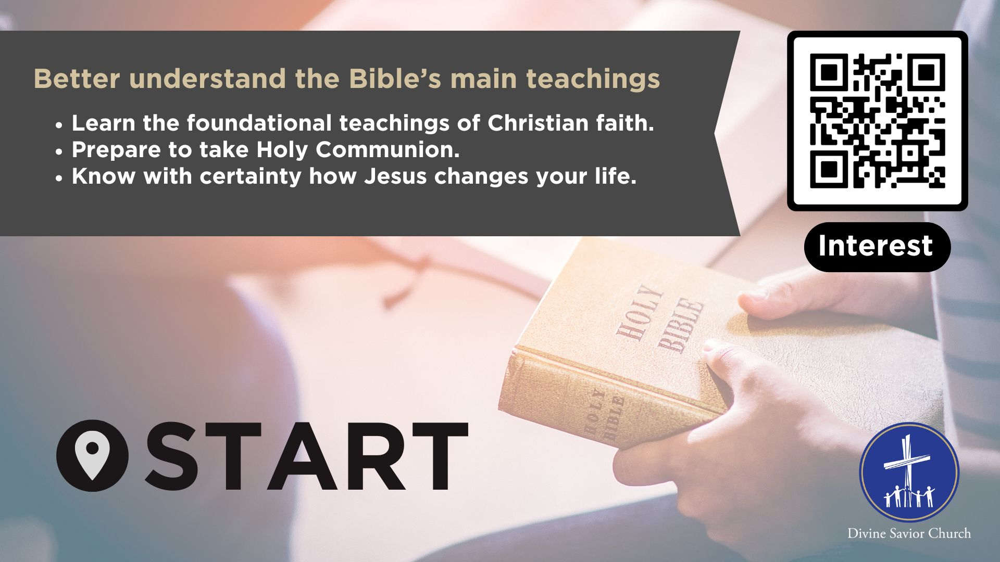 Better understand the Bible’s main teachings
• Learn the foundational teachings of Christian faith.
• Prepare to take Holy Communion.
• Know with certainty how Jesus changes your life.
Interest
HOLY
BIBLE
HOLY
BIBLE
START
Divine Savior Church